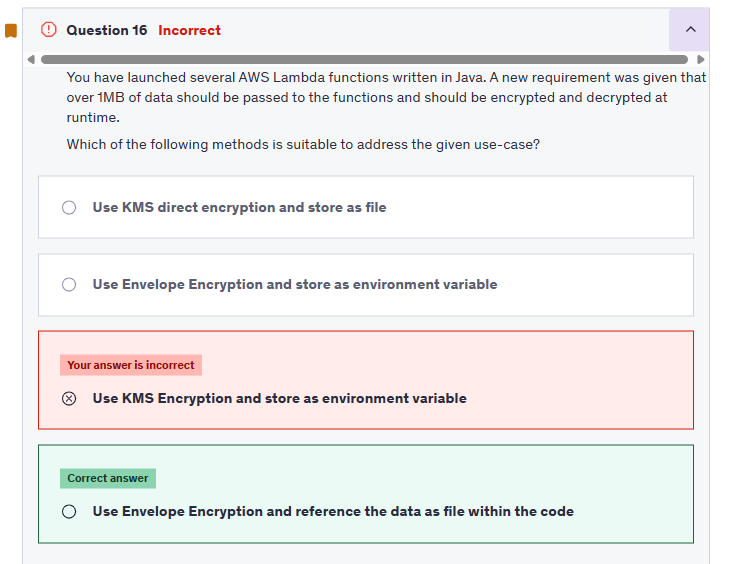 Question 16 Incorrect
You have launched several AWS Lambda functions written in Java. A new requirement was given that
over 1MB of data should be passed to the functions and should be encrypted and decrypted at
runtime.
Which of the following methods is suitable to address the given use-case?
Use KMS direct encryption and store as file
Use Envelope Encryption and store as environment variable
Your answer is incorrect
Use KMS Encryption and store as environment variable
Correct answer
Use Envelope Encryption and reference the data as file within the code